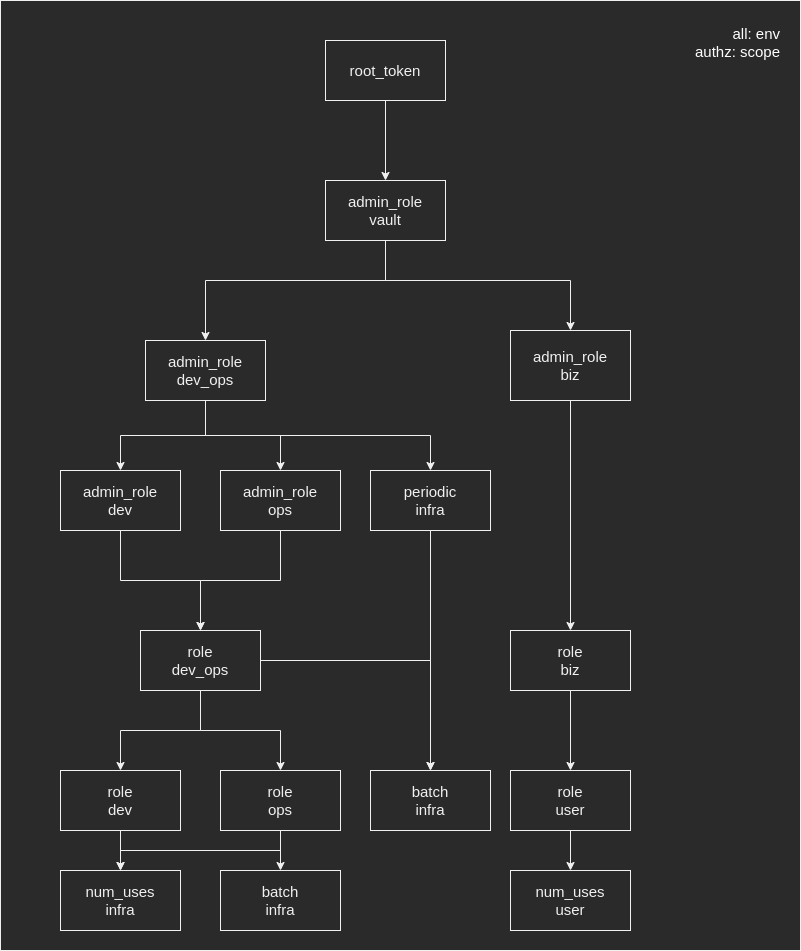 all: env
authz: scope
root_token
admin_role
vault
admin_role
dev_ops
admin_role
biz
admin_role
dev
admin_role
ops
periodic
infra
role
dev_ops
role
biz
role
dev
role
ops
batch
infra
role
user
num_uses
infra
batch
infra
num_uses
user